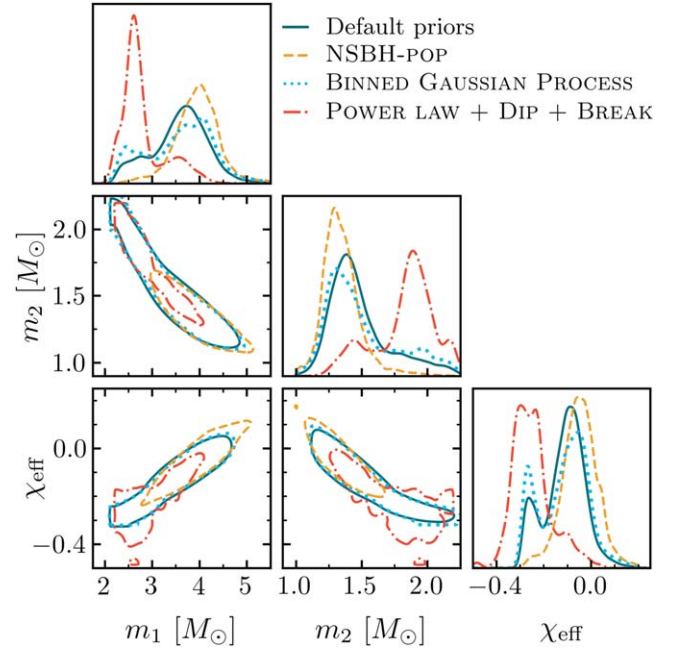 Default priors
NSBH-POP
BINNED GAUSSIAN PROCESS
POWER LAW + DIP + BREAK
m₂ [M⊙]
2.0
1.5
1.0
χeff
0.0
−0.4
2 3 4 5
1.0 1.5 2.0
−0.4 0.0
m₁ [M⊙]
m₂ [M⊙]
χeff